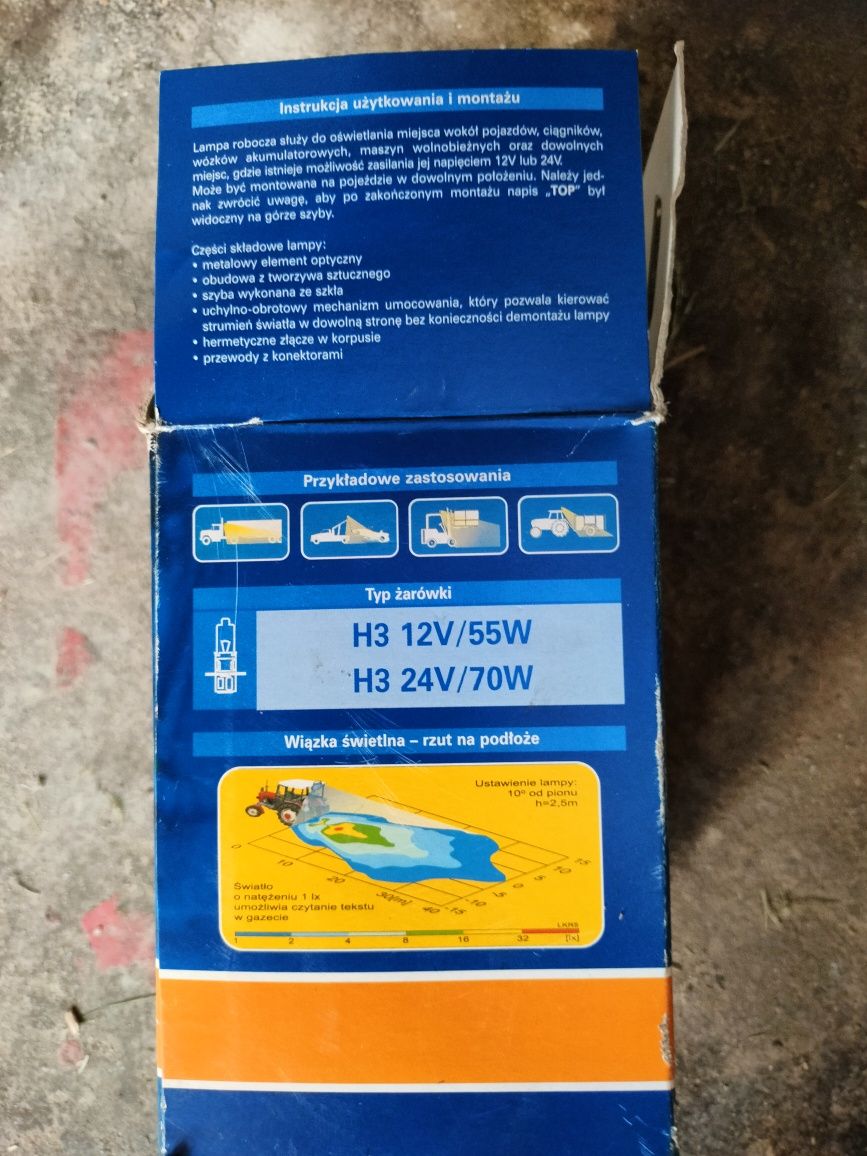 Instrukcja użytkowania i montażu
Lampa robocza służy do oświetlania miejsca wokół pojazdów, ciągników,
wózków akumulatorowych, maszyn wolnobieżnych oraz dowolnych
miejsc, gdzie istnieje możliwość zasilania jej napięciem 12V lub 24V.
Może być montowana na pojeździe w dowolnym położeniu. Należy jed-
nak zwrócić uwagę, aby po zakończonym montażu napis „TOP" był
widoczny na górze szyby.
Części składowe lampy:
• metalowy element optyczny
• obudowa z tworzywa sztucznego
• szyba wykonana ze szkła
• uchylno-obrotowy mechanizm umocowania, który pozwala kierować
strumień światła w dowolną stronę bez konieczności demontażu lampy
• hermetyczne złącze w korpusie
• przewody z konektorami
Przykładowe zastosowania
Typ żarówki
H3 12V/55W
H3 24V/70W
Wiązka świetlna – rzut na podłoże
Ustawienie lampy:
10° od pionu
h=2,5m
0 10 20 30[m] 40 -15 -10 -5 0 5 10 15
Światło
o natężeniu 1 lx
umożliwia czytanie tekstu
w gazecie
LKRS
1 2 4 8 16 32 [lx]